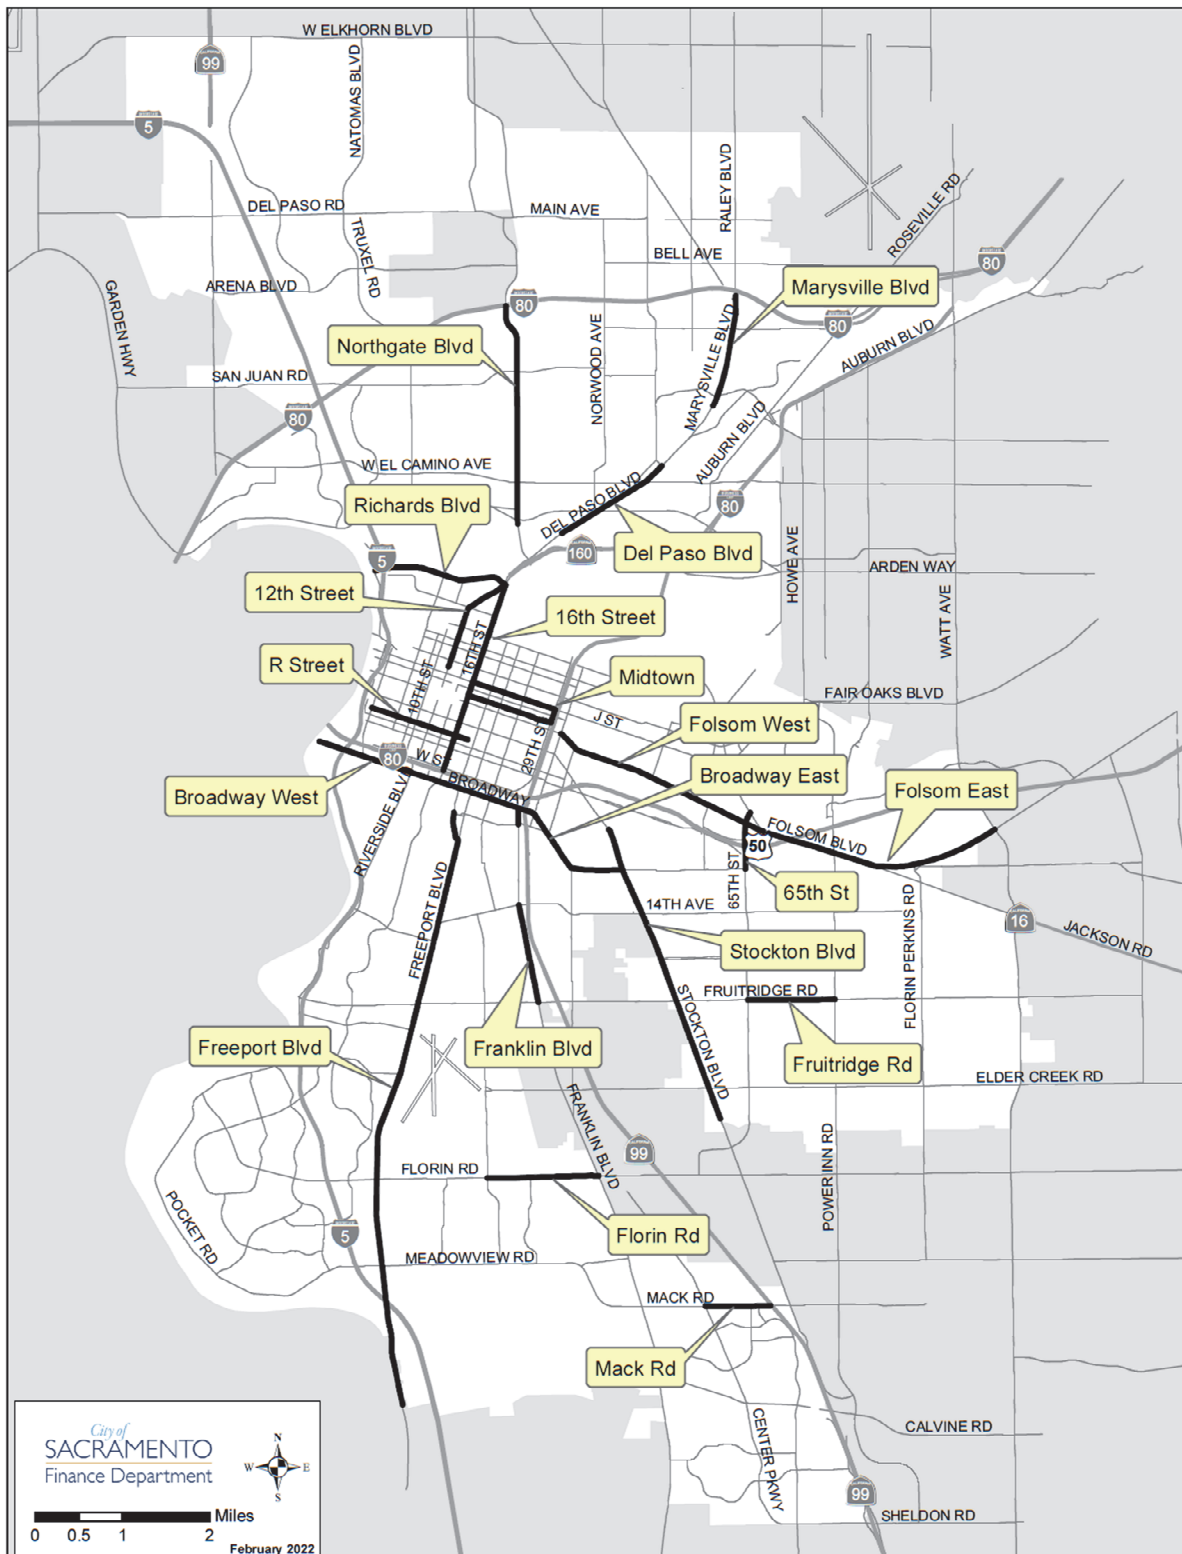 W ELKHORN BLVD
99
NATOMAS BLVD
5
RALEY BLVD
ROSEVILLE RD
DEL PASO RD
MAIN AVE
TRUXEL RD
BELL AVE
80
ARENA BLVD
GARDEN HWY
Marysville Blvd
80
80
Northgate Blvd
NORWOOD AVE
MARYSVILLE BLVD
AUBURN BLVD
SAN JUAN RD
80
AUBURN BLVD
W EL CAMINO AVE
Richards Blvd
DEL PASO BLVD
80
5
160
Del Paso Blvd
HOWE AVE
ARDEN WAY
WATT AVE
12th Street
16th Street
16TH ST
R Street
10TH ST
Midtown
FAIR OAKS BLVD
J ST
Folsom West
29TH ST
W ST
80
BROADWAY
Broadway East
Broadway West
Folsom East
RIVERSIDE BLVD
FOLSOM BLVD
50
65TH ST
65th St
FREEPORT BLVD
14TH AVE
FLORIN PERKINS RD
16
JACKSON RD
Stockton Blvd
FRUITRIDGE RD
STOCKTON BLVD
Freeport Blvd
Franklin Blvd
Fruitridge Rd
ELDER CREEK RD
FRANKLIN BLVD
99
POWER INN RD
FLORIN RD
POCKET RD
5
Florin Rd
MEADOWVIEW RD
MACK RD
Mack Rd
CENTER PKWY
CALVINE RD
99
SHELDON RD
City of
SACRAMENTO
Finance Department
N
W E
S
Miles
0 0.5 1 2
February 2022